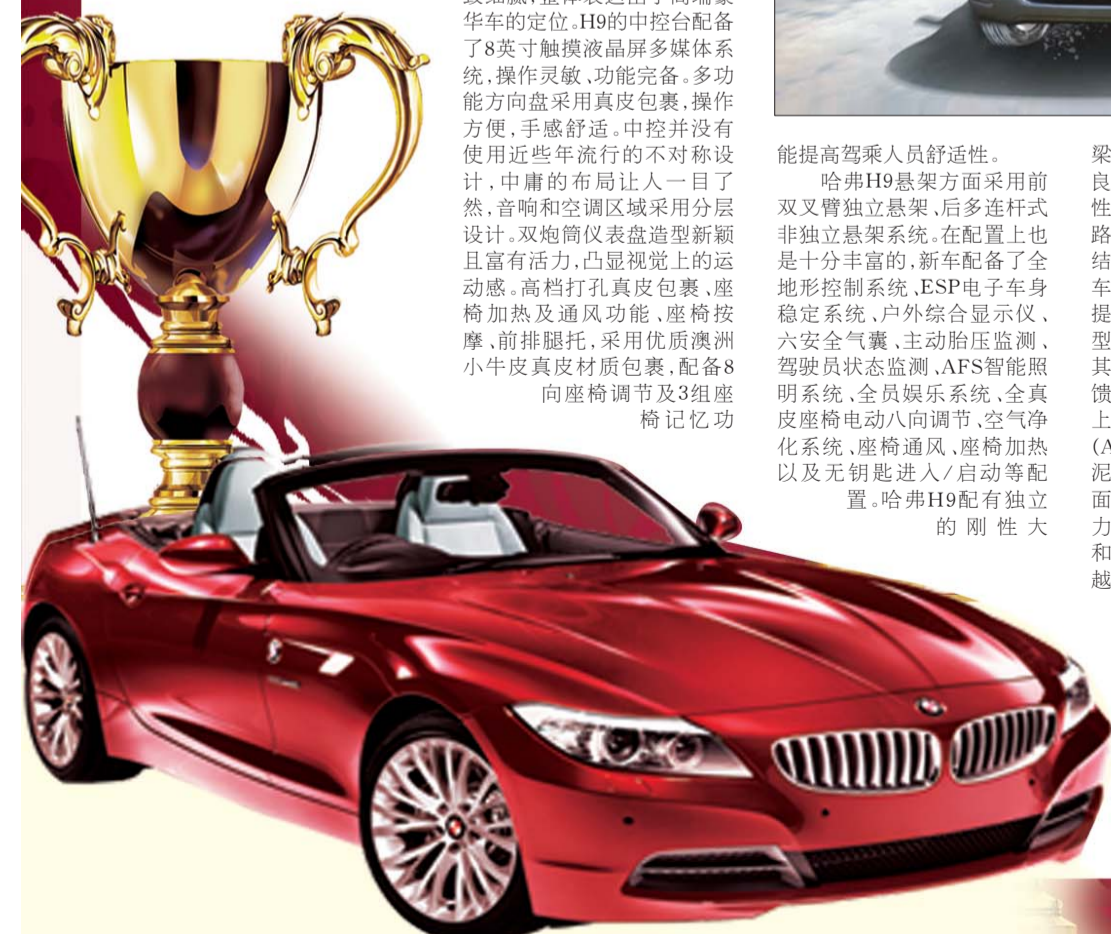 华车的定位。H9的中控台配备
了8英寸触摸液晶屏多媒体系
统,操作灵敏、功能完备。多功
能方向盘采用真皮包裹,操作
方便,手感舒适。中控并没有
使用近些年流行的不对称设
计,中庸的布局让人一目了
然,音响和空调区域采用分层
设计。双炮筒仪表盘造型新颖
且富有活力,凸显视觉上的运
动感。高档打孔真皮包裹、座
椅加热及通风功能、座椅按
摩、前排腿托,采用优质澳洲
小牛皮真皮材质包裹,配备8
向座椅调节及3组座
椅记忆功
能提高驾乘人员舒适性。
哈弗H9悬架方面采用前
双叉臂独立悬架、后多连杆式
非独立悬架系统。在配置上也
是十分丰富的,新车配备了全
地形控制系统、ESP电子车身
稳定系统、户外综合显示仪、
六安全气囊、主动胎压监测、
驾驶员状态监测、AFS智能照
明系统、全员娱乐系统、全真
皮座椅电动八向调节、空气净
化系统、座椅通风、座椅加热
以及无钥匙进入/启动等配
置。哈弗H9配有独立
的刚性大
梁
良
性
路
结
车
提
型
其
馈
上
(A
泥
面
力
和
越